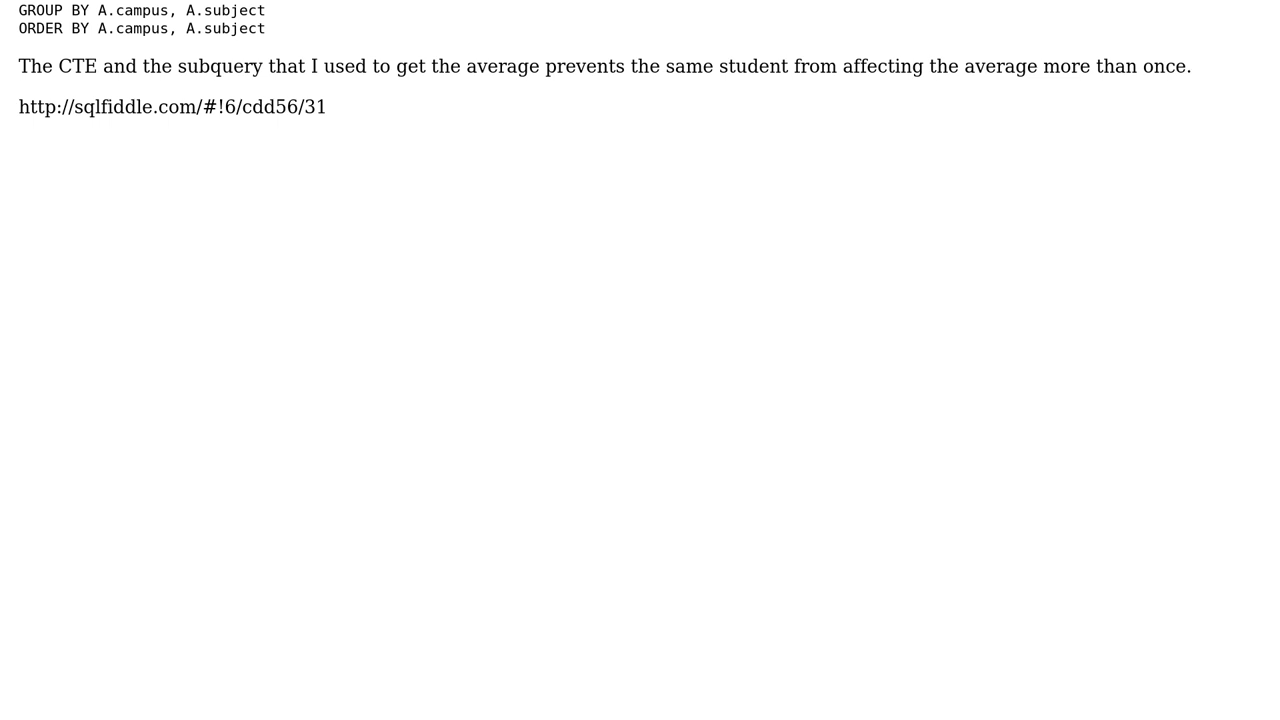 GROUP BY A.campus, A.subject
ORDER BY A.campus, A.subject
The CTE and the subquery that I used to get the average prevents the same student from affecting the average more than once.
http://sqlfiddle.com/#!6/cdd56/31